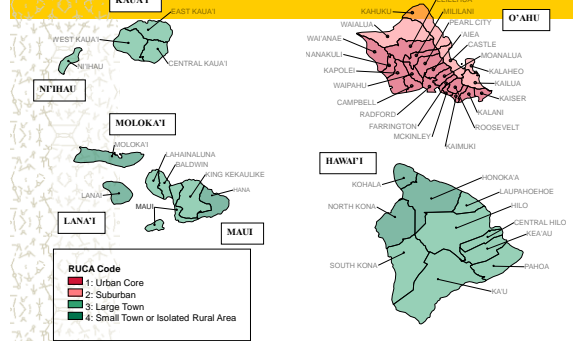 KAUA'I
EAST KAUA'I
WEST KAUA'I
NI'IHAU
CENTRAL KAUA'I
NI'IHAU
MOLOKA'I
MOLOKA'I
LAHAINALUNA
BALDWIN
KING KEKAULIKE
HANA
LANAI
MAUI
LANA'I
MAUI
RUCA Code
1: Urban Core
2: Suburban
3: Large Town
4: Small Town or Isolated Rural Area
O'AHU
KAHUKU
MILILANI
WAIALUA
PEARL CITY
'AIEA
WAI'ANAE
CASTLE
MOANALUA
NANAKULI
KALAHEO
KAPOLEI
KAILUA
WAIPAHU
KAISER
CAMPBELL
KALANI
RADFORD
ROOSEVELT
FARRINGTON
MCKINLEY
KAIMUKI
HAWAI'I
HONOKA'A
KOHALA
LAUPAHOEHOE
NORTH KONA
HILO
CENTRAL HILO
KEA'AU
SOUTH KONA
PAHOA
KA'U